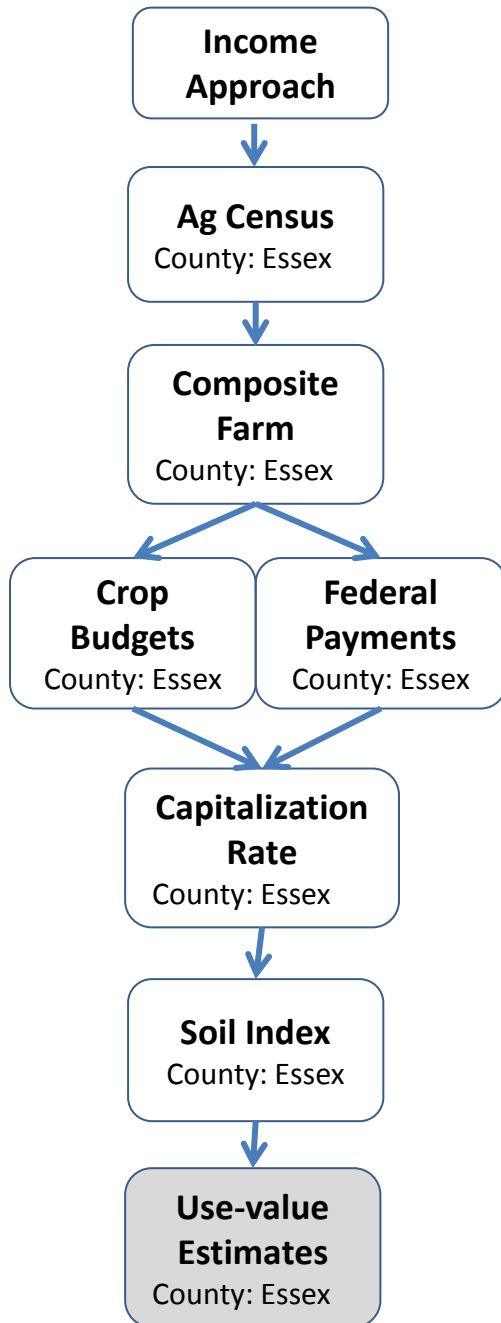 Income
Approach
Ag Census
County: Essex
Composite
Farm
County: Essex
Crop
Budgets
County: Essex
Federal
Payments
County: Essex
Capitalization
Rate
County: Essex
Soil Index
County: Essex
Use-value
Estimates
County: Essex